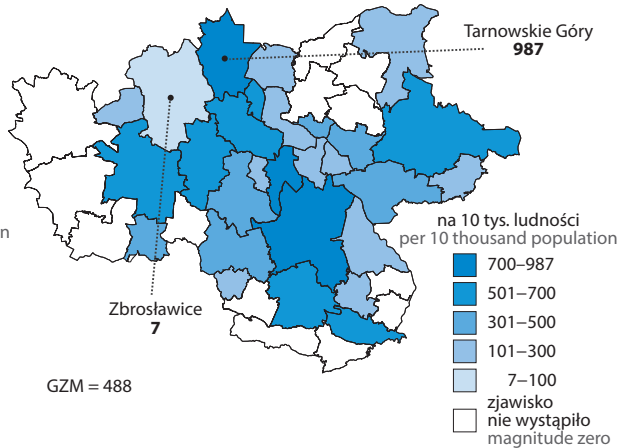 Tarnowskie Góry
987
n
na 10 tys. ludności
per 10 thousand population
700–987
501–700
301–500
101–300
7–100
zjawisko
nie wystąpiło
magnitude zero
Zbrosławice
7
GZM = 488